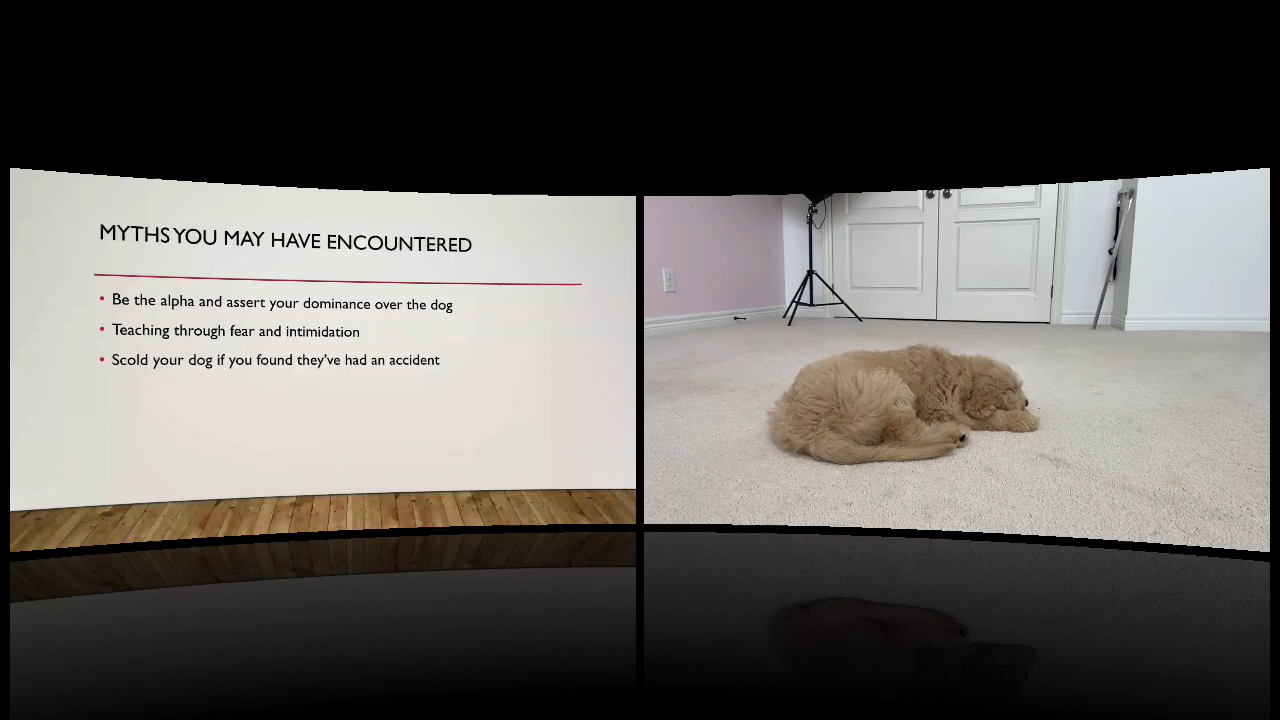 MYTHS YOU MAY HAVE ENCOUNTERED
• Be the alpha and assert your dominance over the dog
• Teaching through fear and intimidation
• Scold your dog if you found they've had an accident